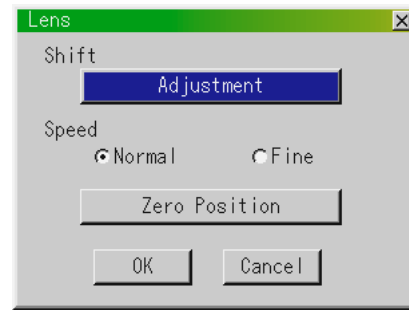 Lens
Shift
Adjustment
Speed
Normal Fine
Zero Position
OK Cancel